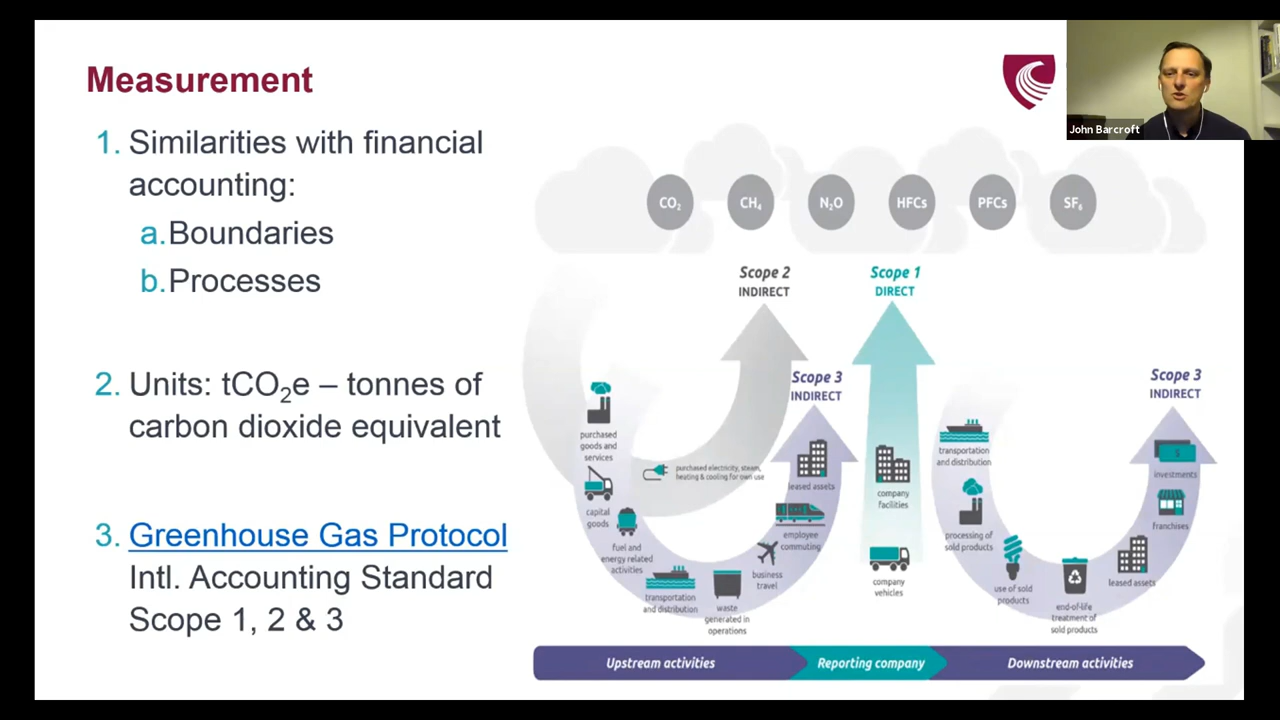 Measurement
John Barcroft
1. Similarities with financial
accounting:
a. Boundaries
b. Processes
2. Units: tCO₂e – tonnes of
carbon dioxide equivalent
3. Greenhouse Gas Protocol
Intl. Accounting Standard
Scope 1, 2 & 3
CO₂
CH₄
N₂O
HFCs
PFCs
SF₆
Scope 2
INDIRECT
Scope 1
DIRECT
Scope 3
INDIRECT
Scope 3
INDIRECT
purchased
goods and
services
capital
goods
fuel and
energy related
activities
transportation
and distribution
waste
generated in
operations
business
travel
employee
commuting
leased assets
purchased electricity, steam,
heating & cooling for own use
company
facilities
company
vehicles
transportation
and distribution
processing of
sold products
use of sold
products
end-of-life
treatment of
sold products
leased assets
franchises
investments
Upstream activities
Reporting company
Downstream activities